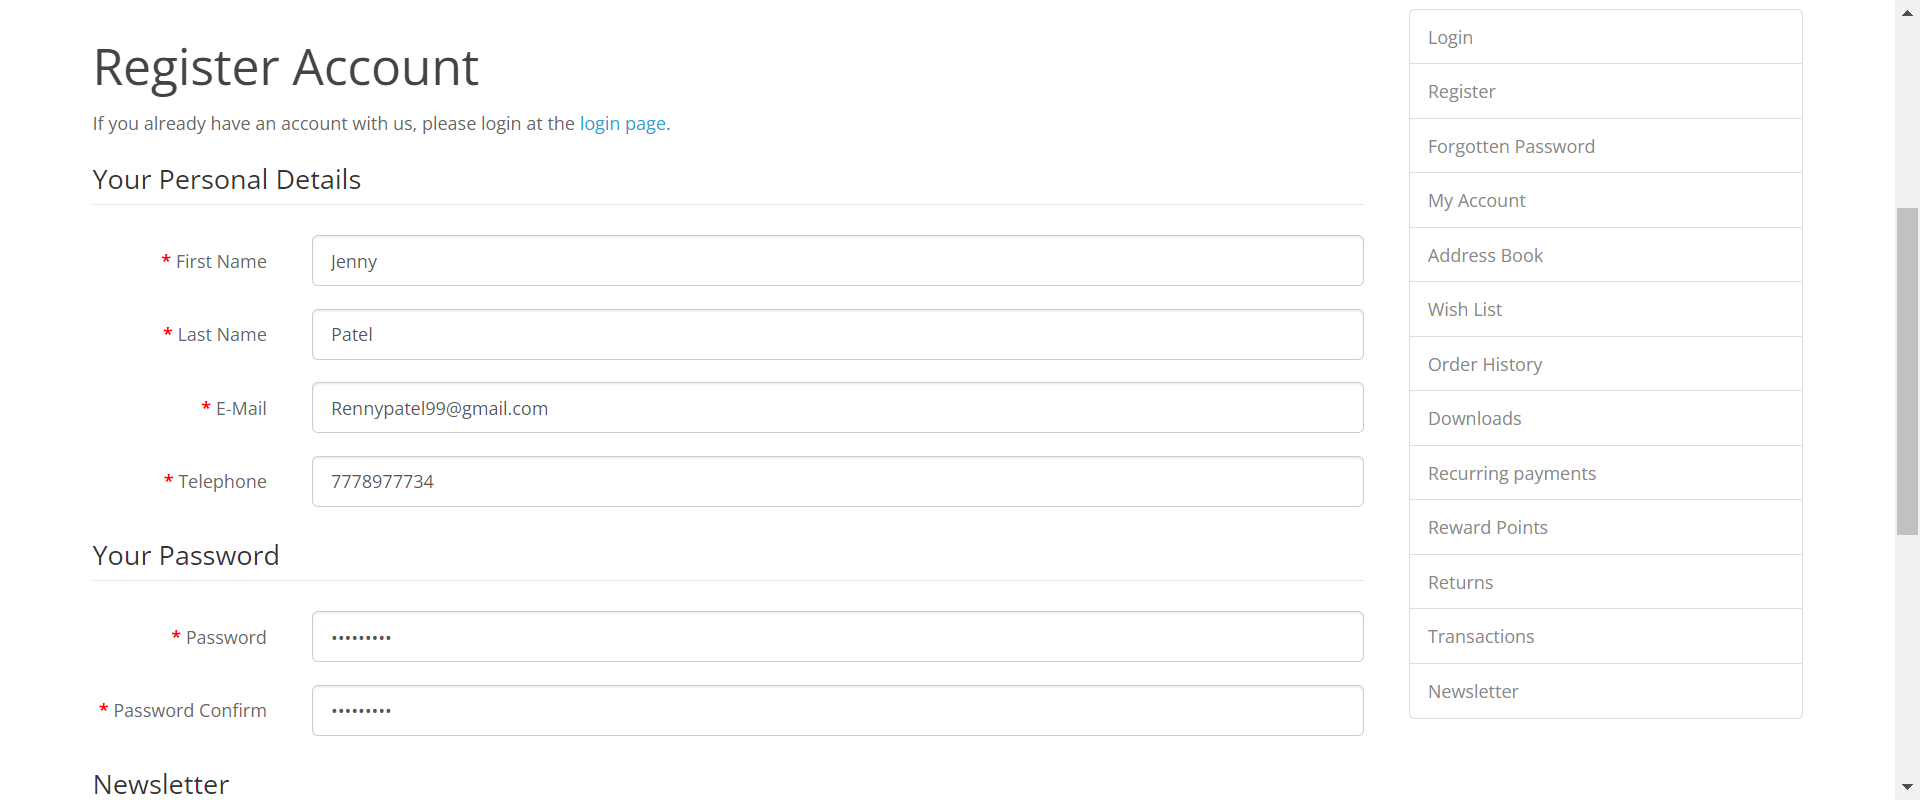 Register Account
If you already have an account with us, please login at the login page.
Your Personal Details
* First Name
Jenny
* Last Name
Patel
* E-Mail
Rennypatel99@gmail.com
* Telephone
7778977734
Your Password
* Password
•••••••••
* Password Confirm
•••••••••
Newsletter
Login
Register
Forgotten Password
My Account
Address Book
Wish List
Order History
Downloads
Recurring payments
Reward Points
Returns
Transactions
Newsletter